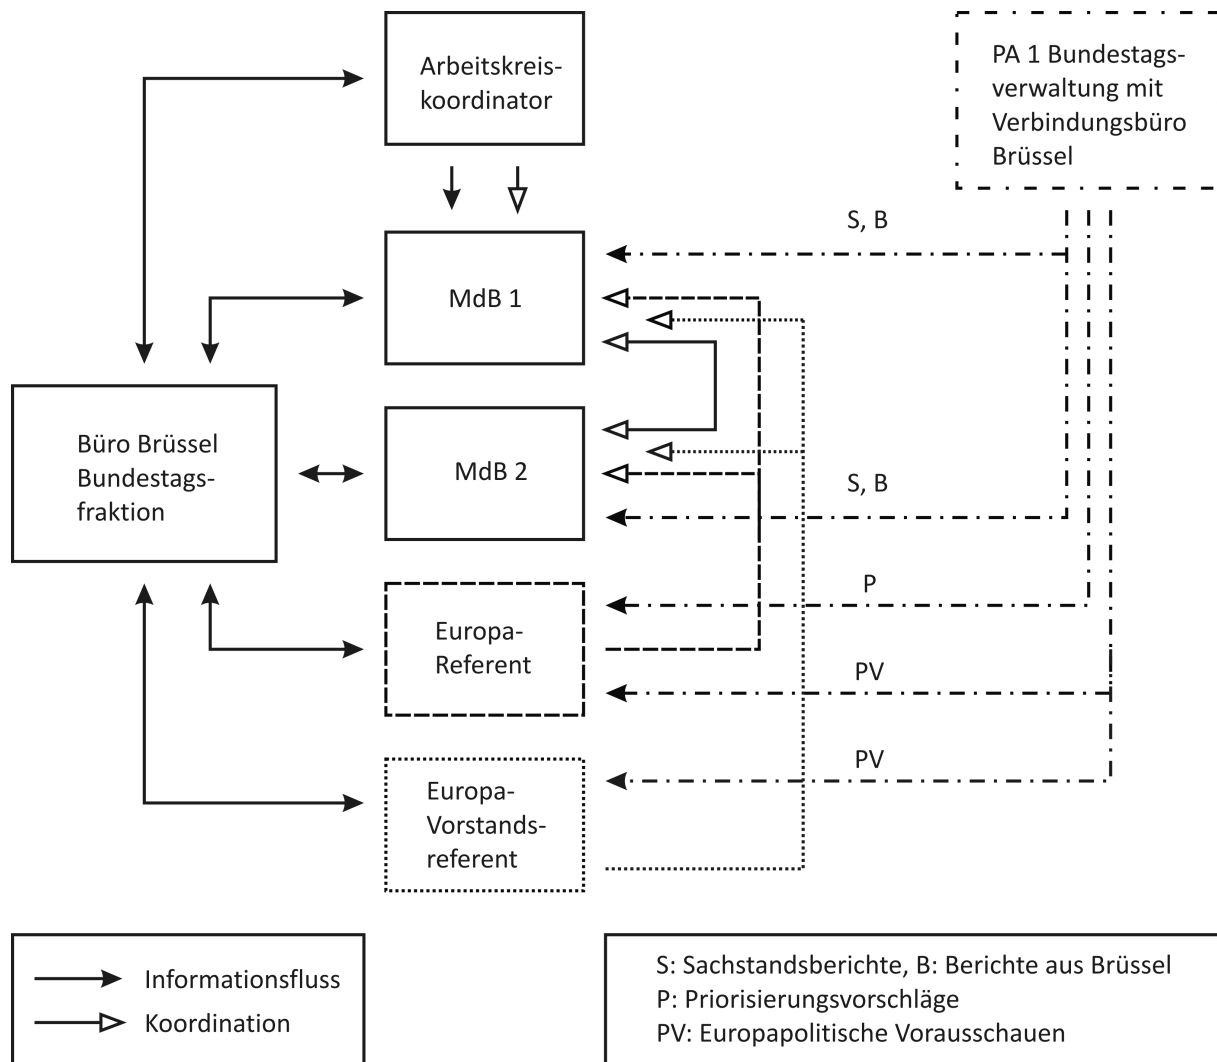 Arbeitskreis-
koordinator
PA 1 Bundestags-
verwaltung mit
Verbindungsbüro
Brüssel
S, B
MdB 1
Büro Brüssel
Bundestags-
fraktion
MdB 2
S, B
P
Europa-
Referent
PV
PV
Europa-
Vorstands-
referent
Informationsfluss
Koordination
S: Sachstandsberichte, B: Berichte aus Brüssel
P: Priorisierungsvorschläge
PV: Europapolitische Vorausschauen